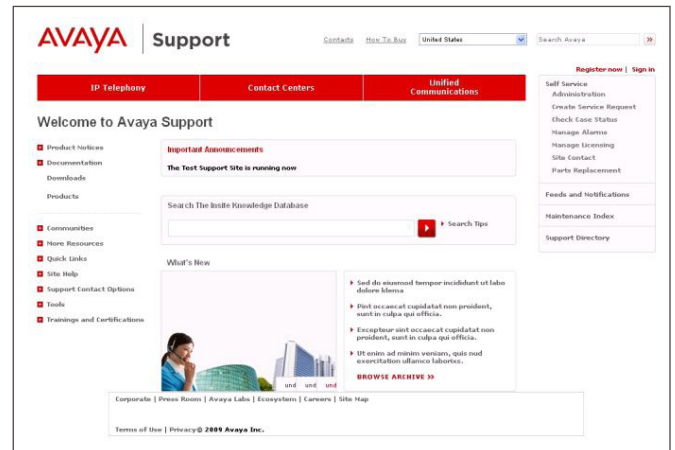 AVAYA Support
Contacts How To Buy United States Search Avaya »
Register now | Sign in
IP Telephony
Contact Centers
Unified
Communications
Self Service
Administration
Create Service Request
Check Case Status
Manage Alarms
Manage Licensing
Site Contact
Parts Replacement
Feeds and Notifications
Maintenance Index
Support Directory
Welcome to Avaya Support
Product Notices
Documentation
Downloads
Products
Communities
More Resources
Quick Links
Site Help
Support Contact Options
Tools
Trainings and Certifications
Important Announcements
The Test Support Site is running now
Search The Insite Knowledge Database
Search Tips
What's New
und und und
Sed do eiusmod tempor incididunt ut labo
dolore klema
Pint occaecat cupidatat non proident,
sunt in culpa qui officia.
Excepteur sint occaecat cupidatat non
proident, sunt in culpa qui officia.
Ut enim ad minim veniam, quis nud
exercitation ullamco laboriss.
BROWSE ARCHIVE »
Corporate | Press Room | Avaya Labs | Ecosystem | Careers | Site Map
Terms of Use | Privacy© 2009 Avaya Inc.